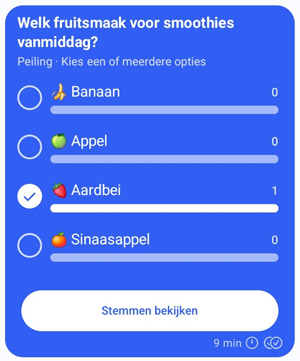 Welk fruitsmaak voor smoothies
vanmiddag?
Peiling · Kies een of meerdere opties
🍌 Banaan 0
🍏 Appel 0
🍓 Aardbei 1
🍊 Sinaasappel 0
Stemmen bekijken
9 min